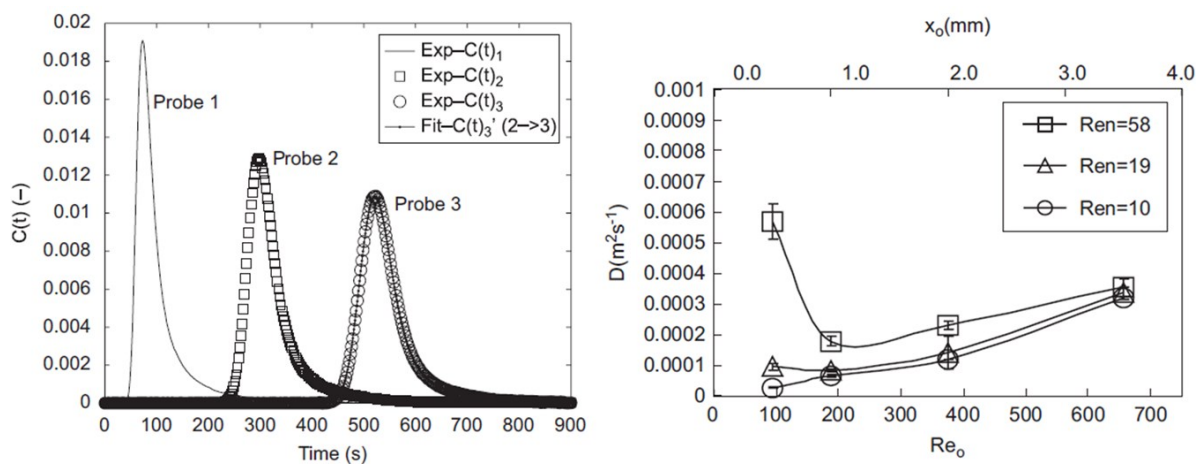 0.02
0.018
0.016
0.014
0.012
0.01
0.008
0.006
0.004
0.002
0
C(t) (–)
Probe 1
Probe 2
Probe 3
Exp–C(t)₁
Exp–C(t)₂
Exp–C(t)₃
Fit–C(t)₃' (2–>3)
0 100 200 300 400 500 600 700 800 900
Time (s)
xₒ(mm)
0.0 1.0 2.0 3.0 4.0
0.001
0.0009
0.0008
0.0007
0.0006
0.0005
0.0004
0.0003
0.0002
0.0001
0
D(m²s⁻¹)
Ren=58
Ren=19
Ren=10
0 100 200 300 400 500 600 700
Reₒ